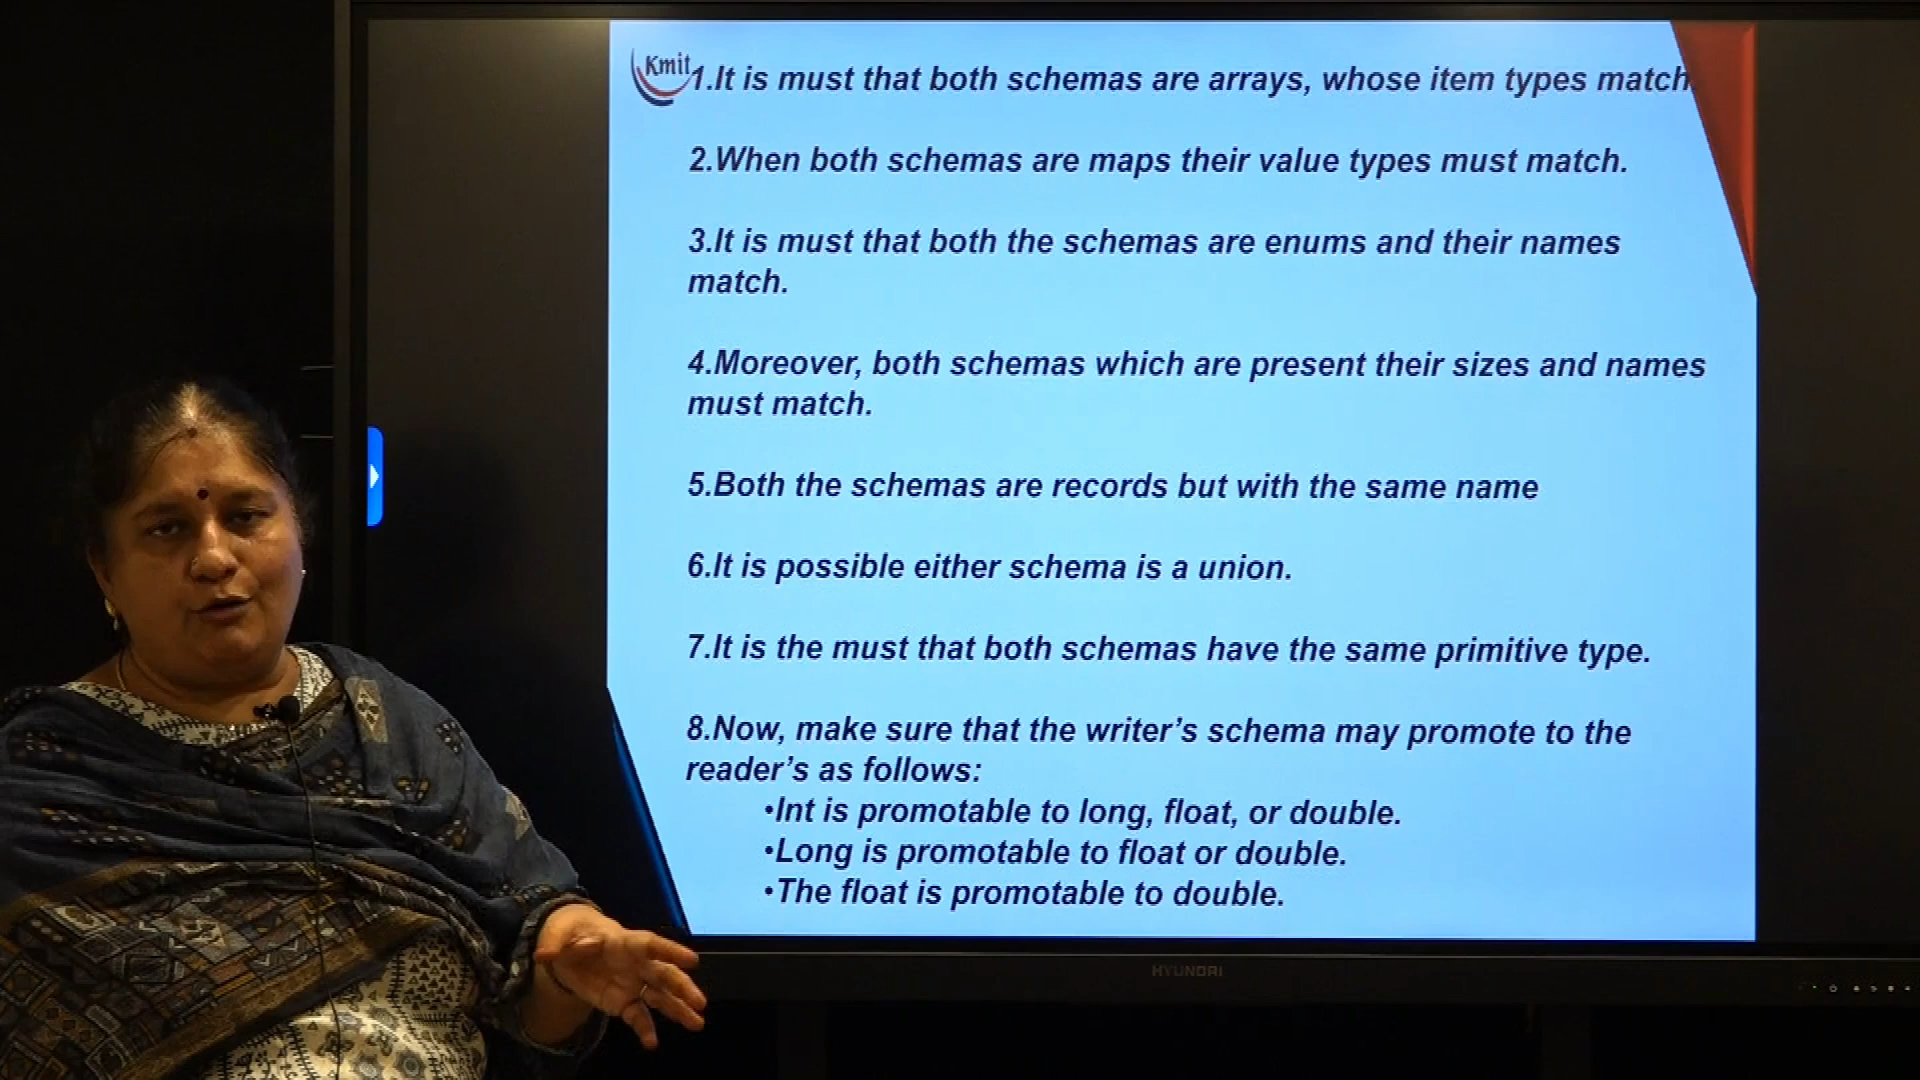 Kmit
1.It is must that both schemas are arrays, whose item types match.
2.When both schemas are maps their value types must match.
3.It is must that both the schemas are enums and their names
match.
4.Moreover, both schemas which are present their sizes and names
must match.
5.Both the schemas are records but with the same name
6.It is possible either schema is a union.
7.It is the must that both schemas have the same primitive type.
8.Now, make sure that the writer’s schema may promote to the
reader’s as follows:
•Int is promotable to long, float, or double.
•Long is promotable to float or double.
•The float is promotable to double.
HYUNDAI